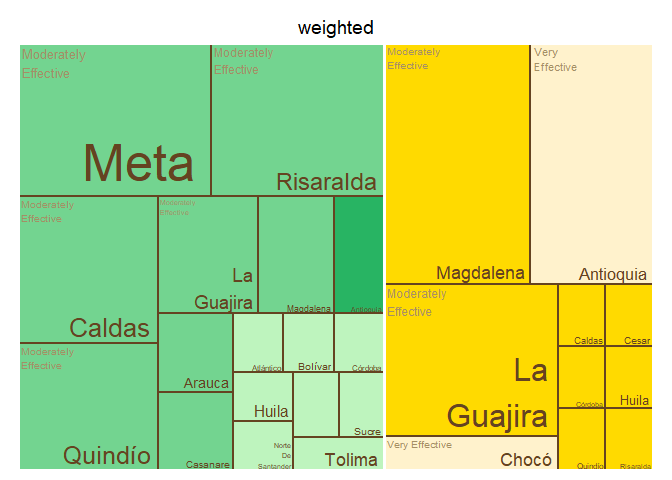 weighted
Moderately
Effective
Meta
Moderately
Effective
Risaralda
Moderately
Effective
Caldas
Moderately
Effective
La
Guajira
Magdalena
Antioquia
Moderately
Effective
Quindío
Arauca
Casanare
Atlántico
Bolívar
Córdoba
Huila
Norte
De
Santander
Sucre
Tolima
Moderately
Effective
Magdalena
Very
Effective
Antioquia
Moderately
Effective
La
Guajira
Very Effective
Chocó
Caldas
Cesar
Córdoba
Huila
Quindío
Risaralda